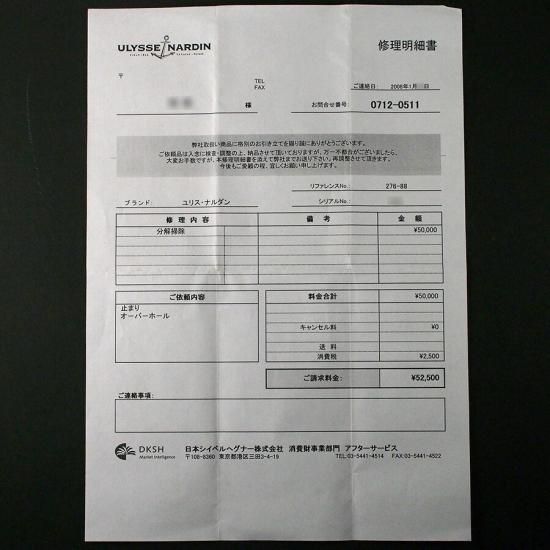 ULYSSE NARDIN
修理明細書
〒
TEL
FAX
ご連絡日: 2008年1月 日
様
お問合せ番号: 0712-0511
弊社取扱い商品に格別のお引き立てを賜り誠にありがとうございます。
ご依頼品は入念に検査・調整の上、納品させて頂いておりますが、万一不都合がございましたら、
大変お手数ですが、本修理明細書を添えて弊社までお送り下さい。再調整させて頂きます。
今後もご愛顧の程、宜しくお願い申し上げます。
リファレンスNo.: 276-88
ブランド: ユリス・ナルダン
シリアルNo.:
修理内容 備考 金額
分解掃除 ¥50,000
ご依頼内容
止まり
オーバーホール
料金合計 ¥50,000
キャンセル料 ¥0
送料
消費税 ¥2,500
ご請求料金: ¥52,500
ご連絡事項:
DKSH
Market Intelligence
日本シイベルヘグナー株式会社 消費財事業部門 アフターサービス
〒108-8360 東京都港区三田3-4-19 TEL:03-5441-4514 FAX:03-5441-4522